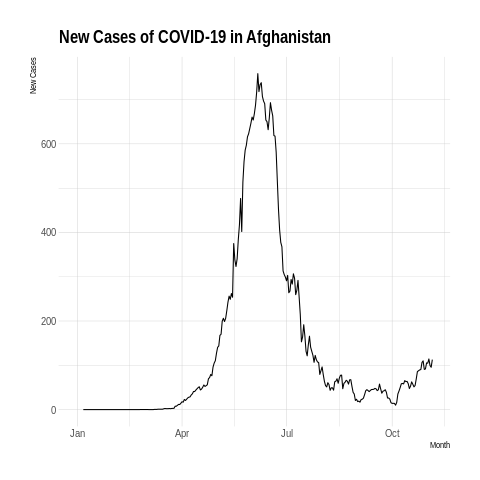 New Cases of COVID-19 in Afghanistan
New Cases
600
400
200
0
Jan Apr Jul Oct
Month